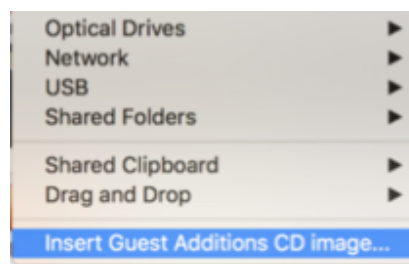 Optical Drives
Network
USB
Shared Folders
Shared Clipboard
Drag and Drop
Insert Guest Additions CD image...